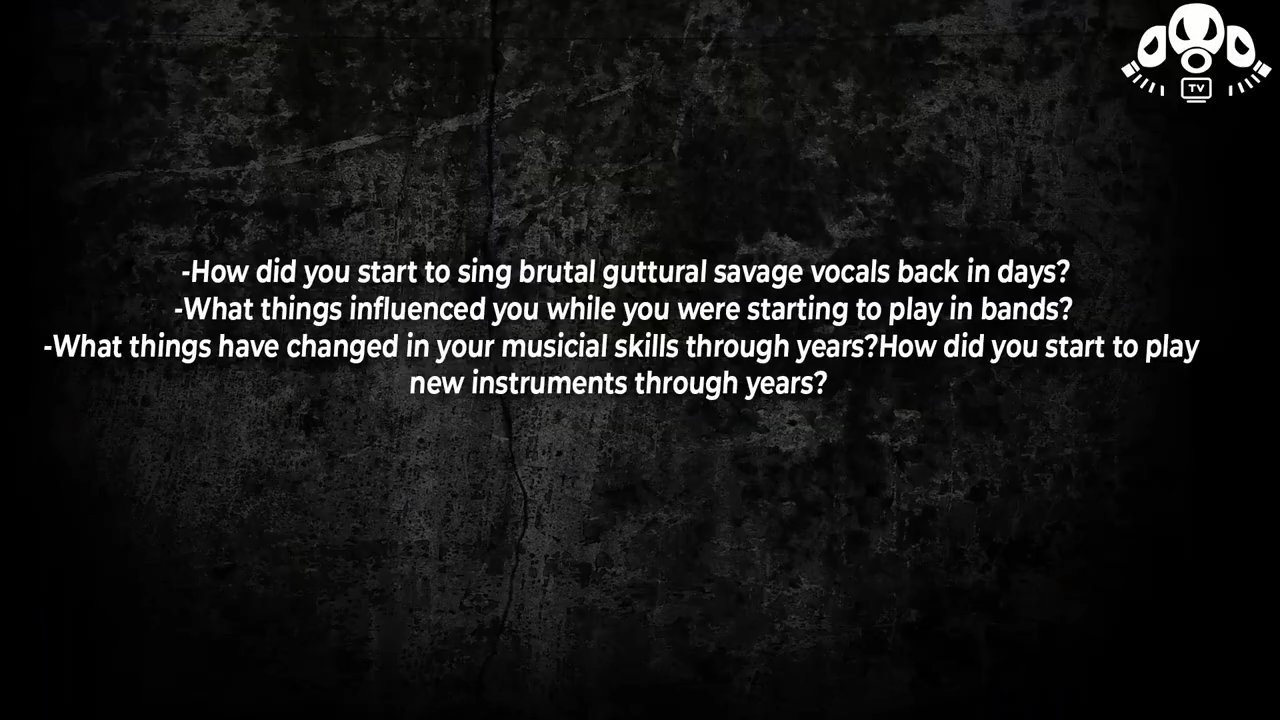 TV
-How did you start to sing brutal guttural savage vocals back in days?
-What things influenced you while you were starting to play in bands?
-What things have changed in your musicial skills through years?How did you start to play
new instruments through years?